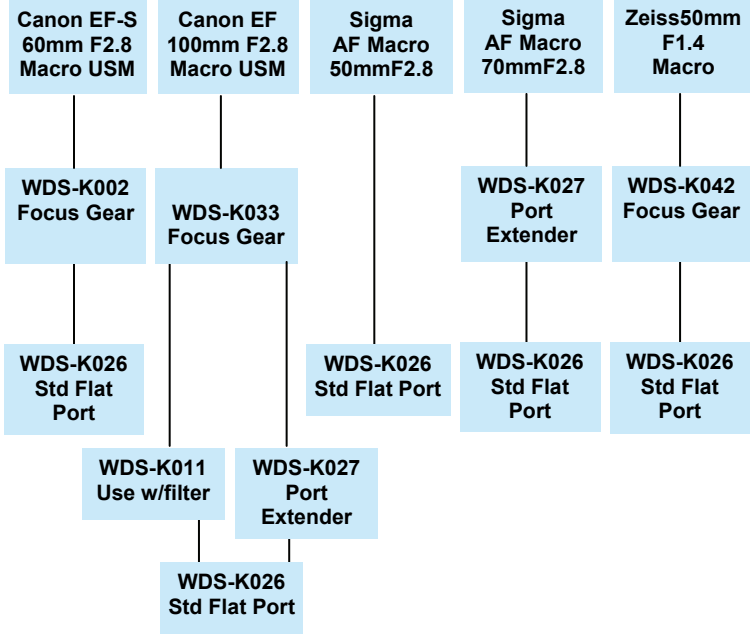 Canon EF-S
60mm F2.8
Macro USM
Canon EF
100mm F2.8
Macro USM
Sigma
AF Macro
50mmF2.8
Sigma
AF Macro
70mmF2.8
Zeiss50mm
F1.4
Macro
WDS-K002
Focus Gear
WDS-K033
Focus Gear
WDS-K027
Port
Extender
WDS-K042
Focus Gear
WDS-K026
Std Flat
Port
WDS-K026
Std Flat Port
WDS-K026
Std Flat
Port
WDS-K026
Std Flat
Port
WDS-K011
Use w/filter
WDS-K027
Port
Extender
WDS-K026
Std Flat Port